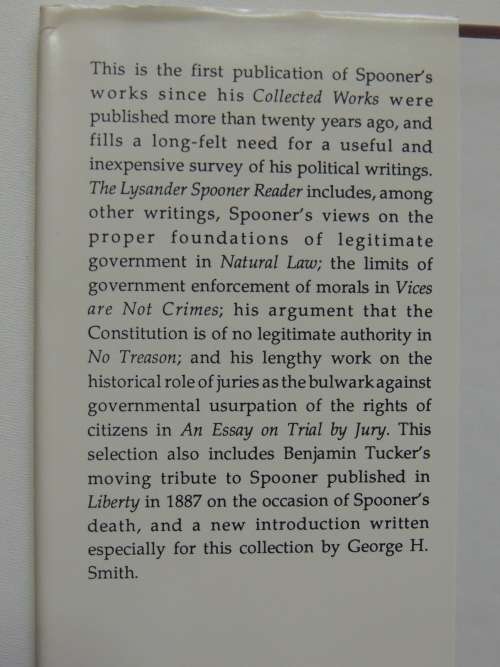 This is the first publication of Spooner's
works since his Collected Works were
published more than twenty years ago, and
fills a long-felt need for a useful and
inexpensive survey of his political writings.
The Lysander Spooner Reader includes, among
other writings, Spooner's views on the
proper foundations of legitimate
government in Natural Law; the limits of
government enforcement of morals in Vices
are Not Crimes; his argument that the
Constitution is of no legitimate authority in
No Treason; and his lengthy work on the
historical role of juries as the bulwark against
governmental usurpation of the rights of
citizens in An Essay on Trial by Jury. This
selection also includes Benjamin Tucker's
moving tribute to Spooner published in
Liberty in 1887 on the occasion of Spooner's
death, and a new introduction written
especially for this collection by George H.
Smith.